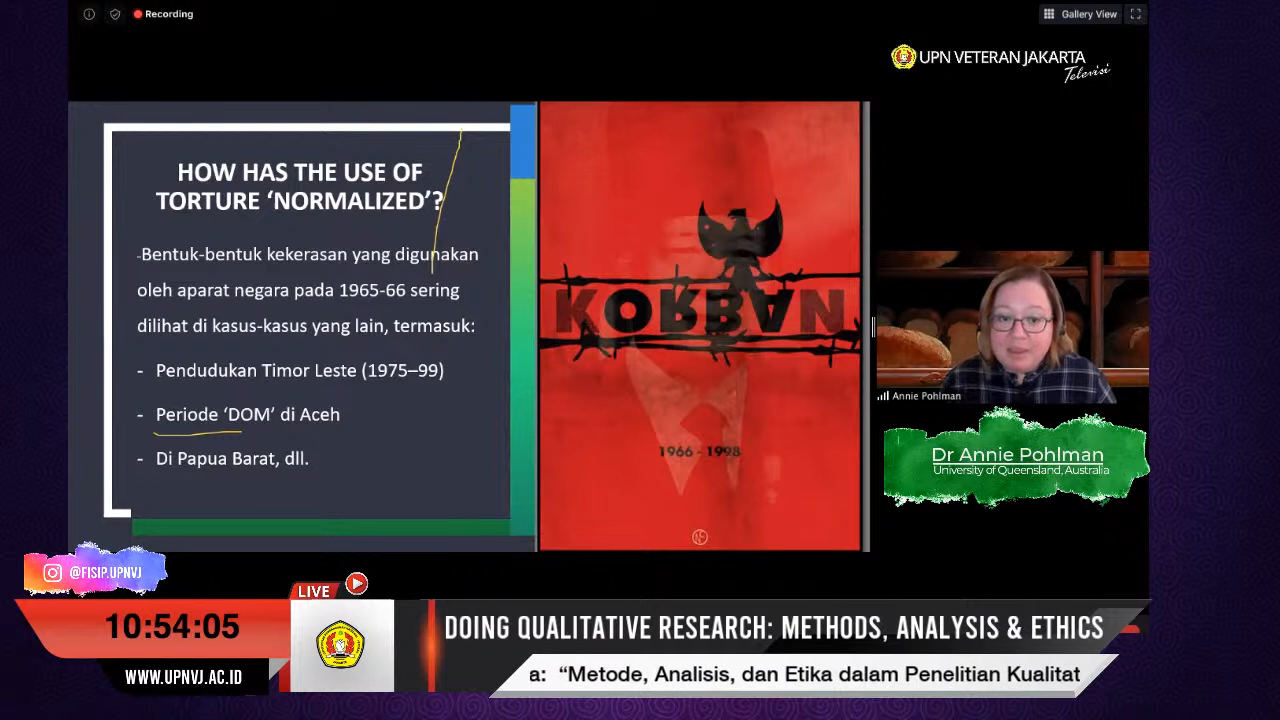 Recording
Gallery View
UPN VETERAN JAKARTA
Televisi
HOW HAS THE USE OF
TORTURE ‘NORMALIZED’?
-Bentuk-bentuk kekerasan yang digunakan
oleh aparat negara pada 1965-66 sering
dilihat di kasus-kasus yang lain, termasuk:
- Pendudukan Timor Leste (1975–99)
- Periode ‘DOM’ di Aceh
- Di Papua Barat, dll.
KORBAN
1966 - 1998
Annie Pohlman
Dr Annie Pohlman
University of Queensland, Australia
@FISIP.UPNVJ
LIVE
10:54:05
DOING QUALITATIVE RESEARCH: METHODS, ANALYSIS & ETHICS
WWW.UPNVJ.AC.ID
a: “Metode, Analisis, dan Etika dalam Penelitian Kualitat